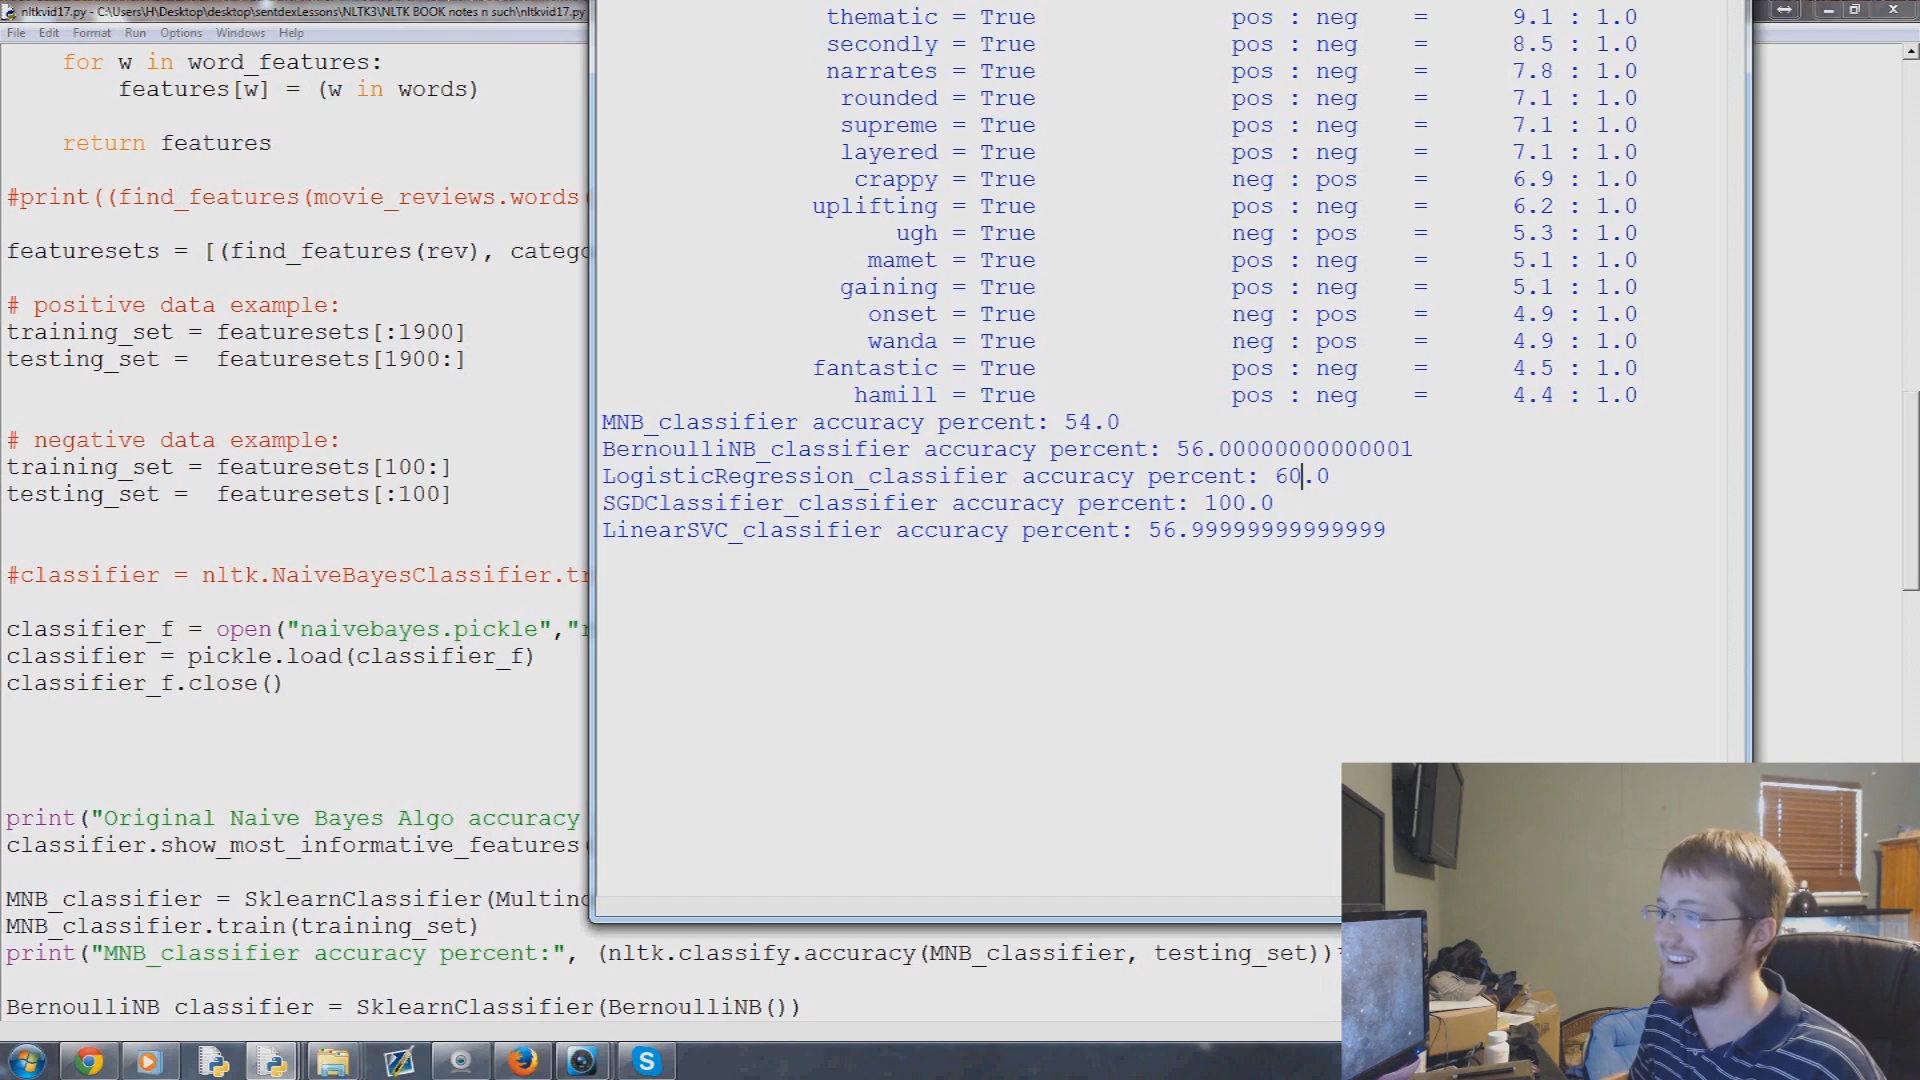 nltkvid17.py - C:\Users\H\Desktop\desktop\sentdexLessons\NLTK3\NLTK BOOK notes n such\nltkvid17.py
File Edit Format Run Options Windows Help
for w in word_features:
features[w] = (w in words)
return features
#print((find_features(movie_reviews.words(
featuresets = [(find_features(rev), catego
# positive data example:
training_set = featuresets[:1900]
testing_set = featuresets[1900:]
# negative data example:
training_set = featuresets[100:]
testing_set = featuresets[:100]
#classifier = nltk.NaiveBayesClassifier.tr
classifier_f = open("naivebayes.pickle","r
classifier = pickle.load(classifier_f)
classifier_f.close()
print("Original Naive Bayes Algo accuracy
classifier.show_most_informative_features(
MNB_classifier = SklearnClassifier(Multino
MNB_classifier.train(training_set)
print("MNB_classifier accuracy percent:", (nltk.classify.accuracy(MNB_classifier, testing_set))*
BernoulliNB_classifier = SklearnClassifier(BernoulliNB())
thematic = True pos : neg = 9.1 : 1.0
secondly = True pos : neg = 8.5 : 1.0
narrates = True pos : neg = 7.8 : 1.0
rounded = True pos : neg = 7.1 : 1.0
supreme = True pos : neg = 7.1 : 1.0
layered = True pos : neg = 7.1 : 1.0
crappy = True neg : pos = 6.9 : 1.0
uplifting = True pos : neg = 6.2 : 1.0
ugh = True neg : pos = 5.3 : 1.0
mamet = True pos : neg = 5.1 : 1.0
gaining = True pos : neg = 5.1 : 1.0
onset = True neg : pos = 4.9 : 1.0
wanda = True neg : pos = 4.9 : 1.0
fantastic = True pos : neg = 4.5 : 1.0
hamill = True pos : neg = 4.4 : 1.0
MNB_classifier accuracy percent: 54.0
BernoulliNB_classifier accuracy percent: 56.00000000000001
LogisticRegression_classifier accuracy percent: 60.0
SGDClassifier_classifier accuracy percent: 100.0
LinearSVC_classifier accuracy percent: 56.99999999999999